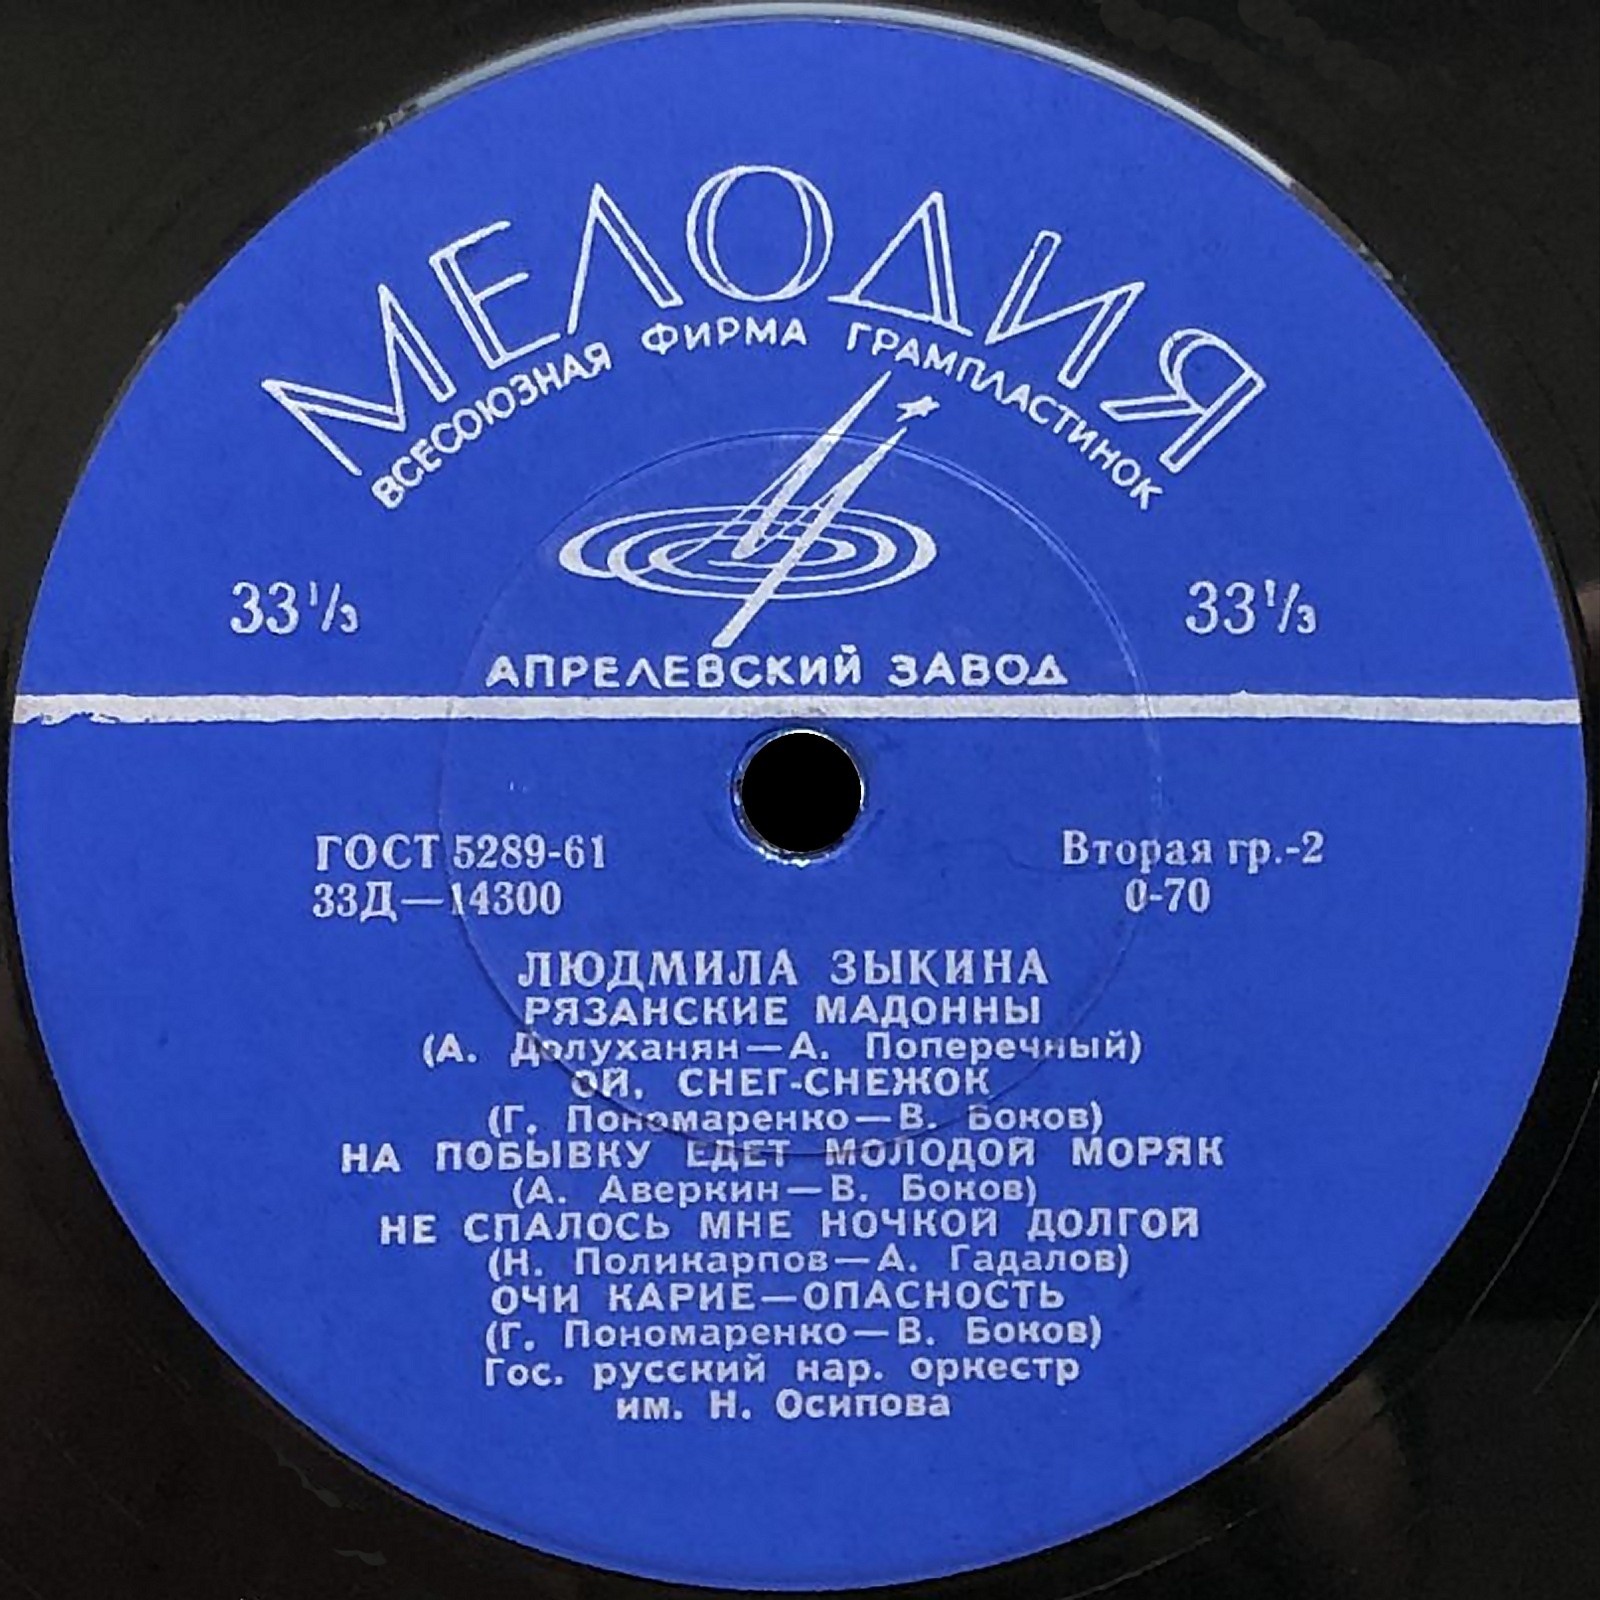 МЕЛОДИЯ
ВСЕСОЮЗНАЯ ФИРМА ГРАМПЛАСТИНОК
33⅓ 33⅓
АПРЕЛЕВСКИЙ ЗАВОД
ГОСТ 5289-61 Вторая гр.-2
33Д—14300 0-70
ЛЮДМИЛА ЗЫКИНА
РЯЗАНСКИЕ МАДОННЫ
(А. Долуханян—А. Поперечный)
ОЙ, СНЕГ-СНЕЖОК
(Г. Пономаренко—В. Боков)
НА ПОБЫВКУ ЕДЕТ МОЛОДОЙ МОРЯК
(А. Аверкин—В. Боков)
НЕ СПАЛОСЬ МНЕ НОЧКОЙ ДОЛГОЙ
(Н. Поликарпов—А. Гадалов)
ОЧИ КАРИЕ—ОПАСНОСТЬ
(Г. Пономаренко—В. Боков)
Гос. русский нар. оркестр
им. Н. Осипова